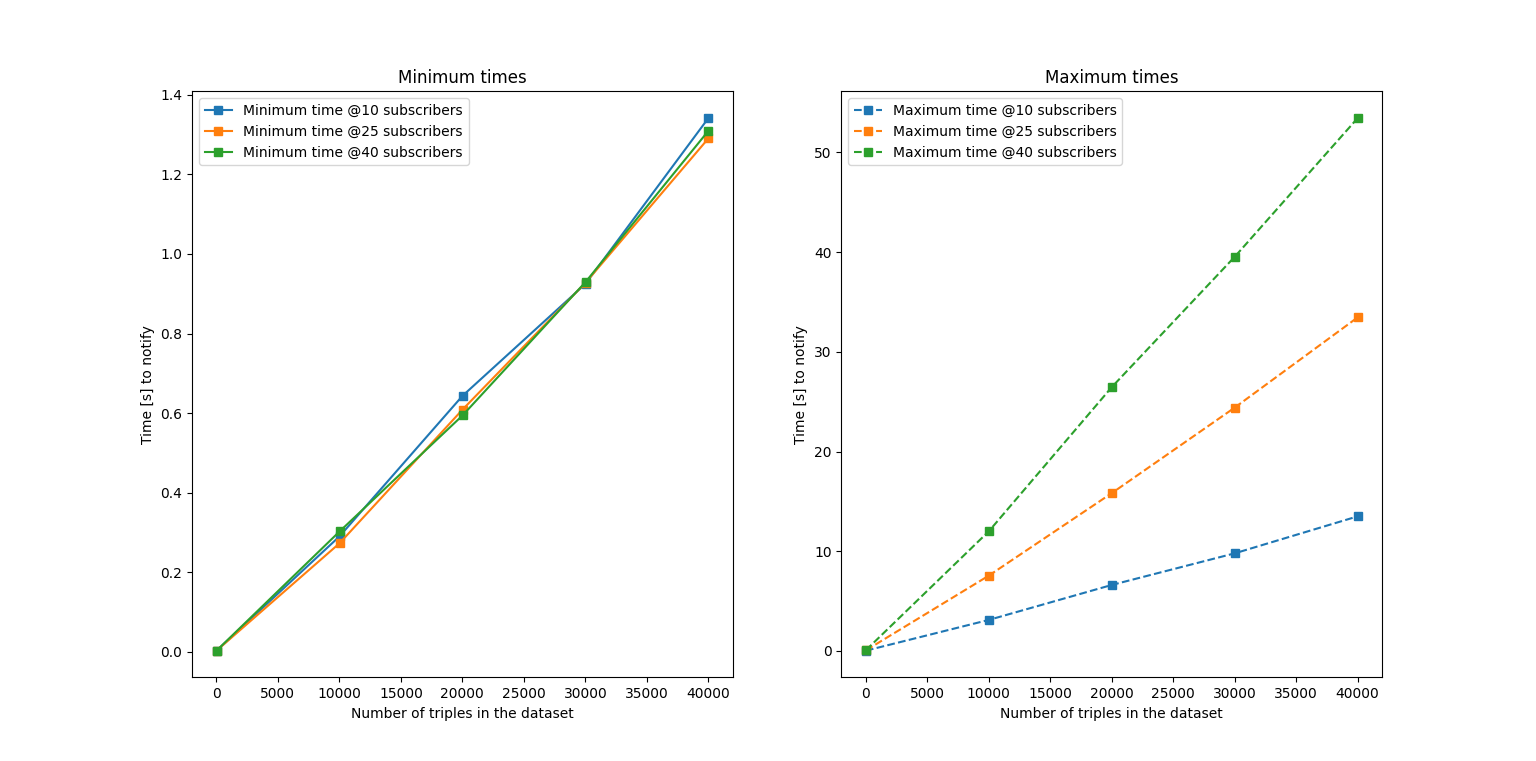 Minimum times
Minimum time @10 subscribers
Minimum time @25 subscribers
Minimum time @40 subscribers
1.4
1.2
1.0
0.8
0.6
0.4
0.2
0.0
Time [s] to notify
0 5000 10000 15000 20000 25000 30000 35000 40000
Number of triples in the dataset
Maximum times
Maximum time @10 subscribers
Maximum time @25 subscribers
Maximum time @40 subscribers
50
40
30
20
10
0
Time [s] to notify
0 5000 10000 15000 20000 25000 30000 35000 40000
Number of triples in the dataset